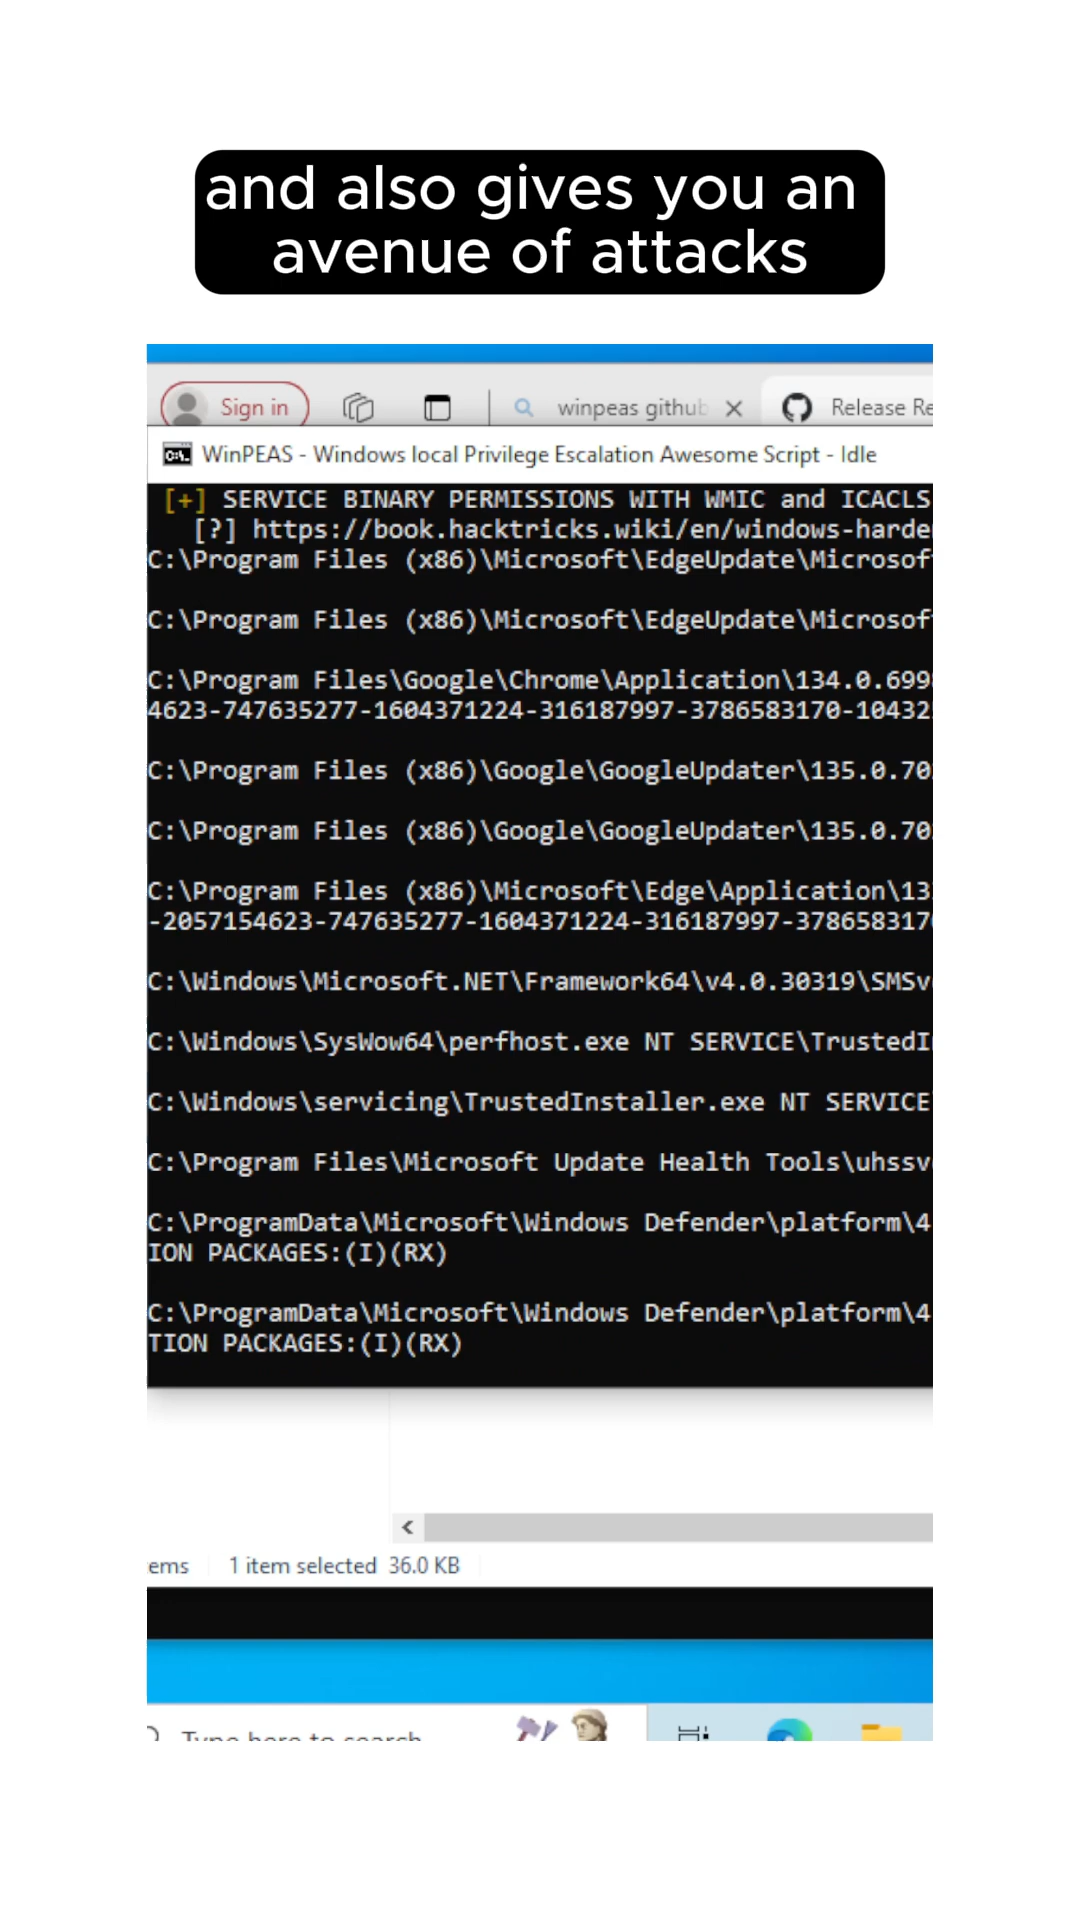 and also gives you an
avenue of attacks
Sign in
winpeas github
Release Re
WinPEAS - Windows local Privilege Escalation Awesome Script - Idle
[+] SERVICE BINARY PERMISSIONS WITH WMIC and ICACLS
[?] https://book.hacktricks.wiki/en/windows-harde
C:\Program Files (x86)\Microsoft\EdgeUpdate\Microsof
C:\Program Files (x86)\Microsoft\EdgeUpdate\Microsof
C:\Program Files\Google\Chrome\Application\134.0.699
4623-747635277-1604371224-316187997-3786583170-10432
C:\Program Files (x86)\Google\GoogleUpdater\135.0.70
C:\Program Files (x86)\Google\GoogleUpdater\135.0.70
C:\Program Files (x86)\Microsoft\Edge\Application\13
-2057154623-747635277-1604371224-316187997-378658317
C:\Windows\Microsoft.NET\Framework64\v4.0.30319\SMSv
C:\Windows\SysWow64\perfhost.exe NT SERVICE\TrustedI
C:\Windows\servicing\TrustedInstaller.exe NT SERVICE
C:\Program Files\Microsoft Update Health Tools\uhssv
C:\ProgramData\Microsoft\Windows Defender\platform\4
ION PACKAGES:(I)(RX)
C:\ProgramData\Microsoft\Windows Defender\platform\4
TION PACKAGES:(I)(RX)
ems 1 item selected 36.0 KB
Type here to search